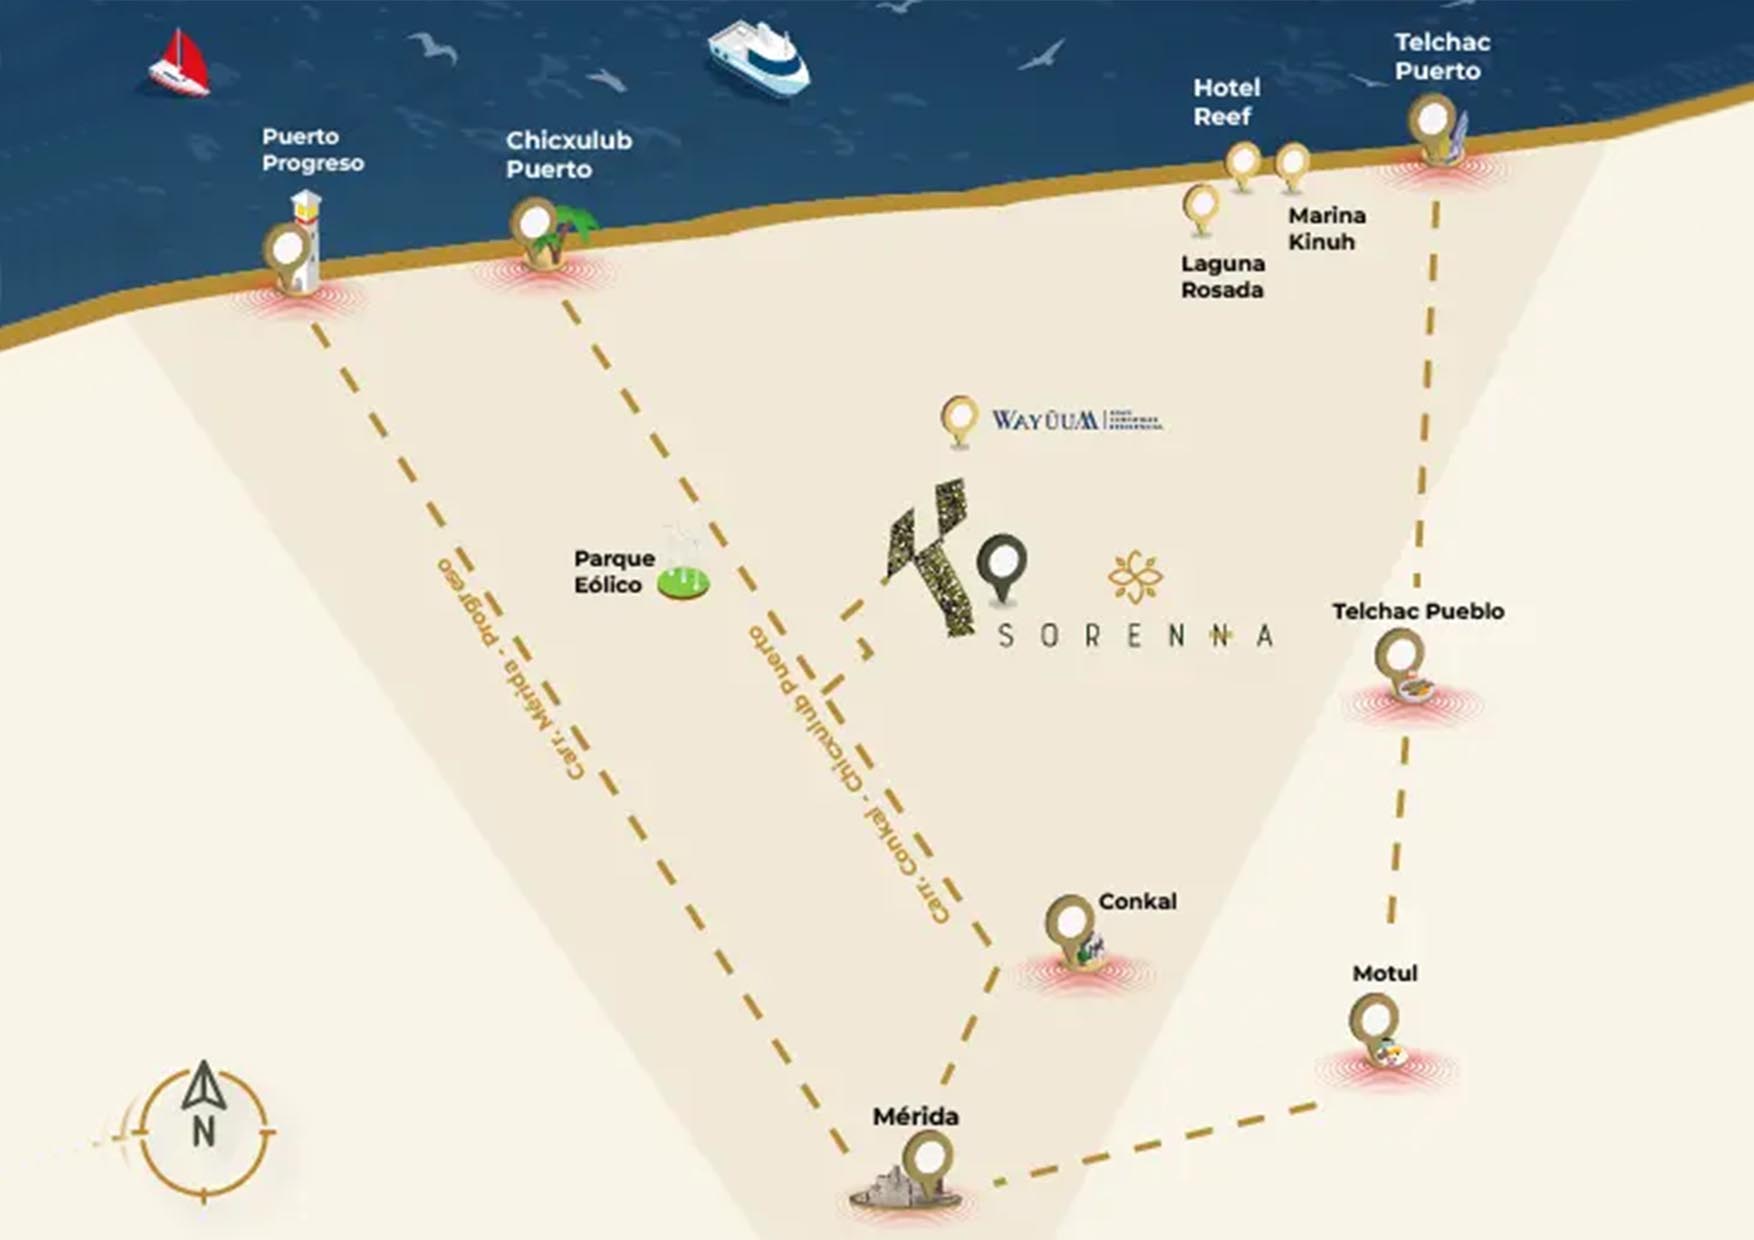 Telchac
Puerto
Hotel
Reef
Puerto
Progreso
Chicxulub
Puerto
Marina
Kinuh
Laguna
Rosada
WAYÚUM
Parque
Eólico
SORENNA
Telchac Pueblo
Carr. Mérida - Progreso
Carr. Conkal - Chicxulub Puerto
Conkal
Motul
Mérida
N